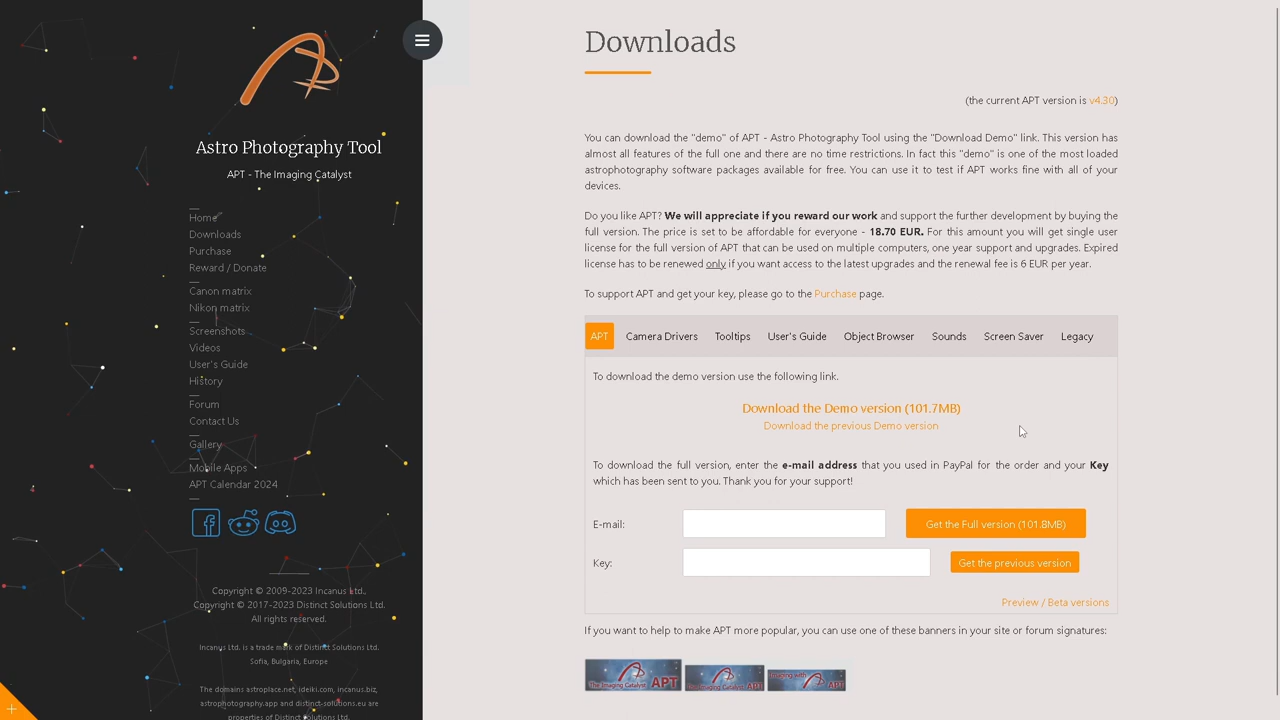 Astro Photography Tool
APT - The Imaging Catalyst
Home
Downloads
Purchase
Reward / Donate
Canon matrix
Nikon matrix
Screenshots
Videos
User's Guide
History
Forum
Contact Us
Gallery
Mobile Apps
APT Calendar 2024
Copyright © 2009-2023 Incanus Ltd.,
Copyright © 2017-2023 Distinct Solutions Ltd.
All rights reserved.
Incanus Ltd. is a trade mark of Distinct Solutions Ltd.
Sofia, Bulgaria, Europe
The domains astroplace.net, ideiki.com, incanus.biz,
astrophotography.app and distinct-solutions.eu are
properties of Distinct Solutions Ltd.
Downloads
(the current APT version is v4.30)
You can download the "demo" of APT - Astro Photography Tool using the "Download Demo" link. This version has
almost all features of the full one and there are no time restrictions. In fact this "demo" is one of the most loaded
astrophotography software packages available for free. You can use it to test if APT works fine with all of your
devices.
Do you like APT? We will appreciate if you reward our work and support the further development by buying the
full version. The price is set to be affordable for everyone - 18.70 EUR. For this amount you will get single user
license for the full version of APT that can be used on multiple computers, one year support and upgrades. Expired
license has to be renewed only if you want access to the latest upgrades and the renewal fee is 6 EUR per year.
To support APT and get your key, please go to the Purchase page.
APT Camera Drivers Tooltips User's Guide Object Browser Sounds Screen Saver Legacy
To download the demo version use the following link.
Download the Demo version (101.7MB)
Download the previous Demo version
To download the full version, enter the e-mail address that you used in PayPal for the order and your Key
which has been sent to you. Thank you for your support!
E-mail:
Get the Full version (101.8MB)
Key:
Get the previous version
Preview / Beta versions
If you want to help to make APT more popular, you can use one of these banners in your site or forum signatures:
The Imaging Catalyst APT
The Imaging Catalyst APT
Imaging with APT